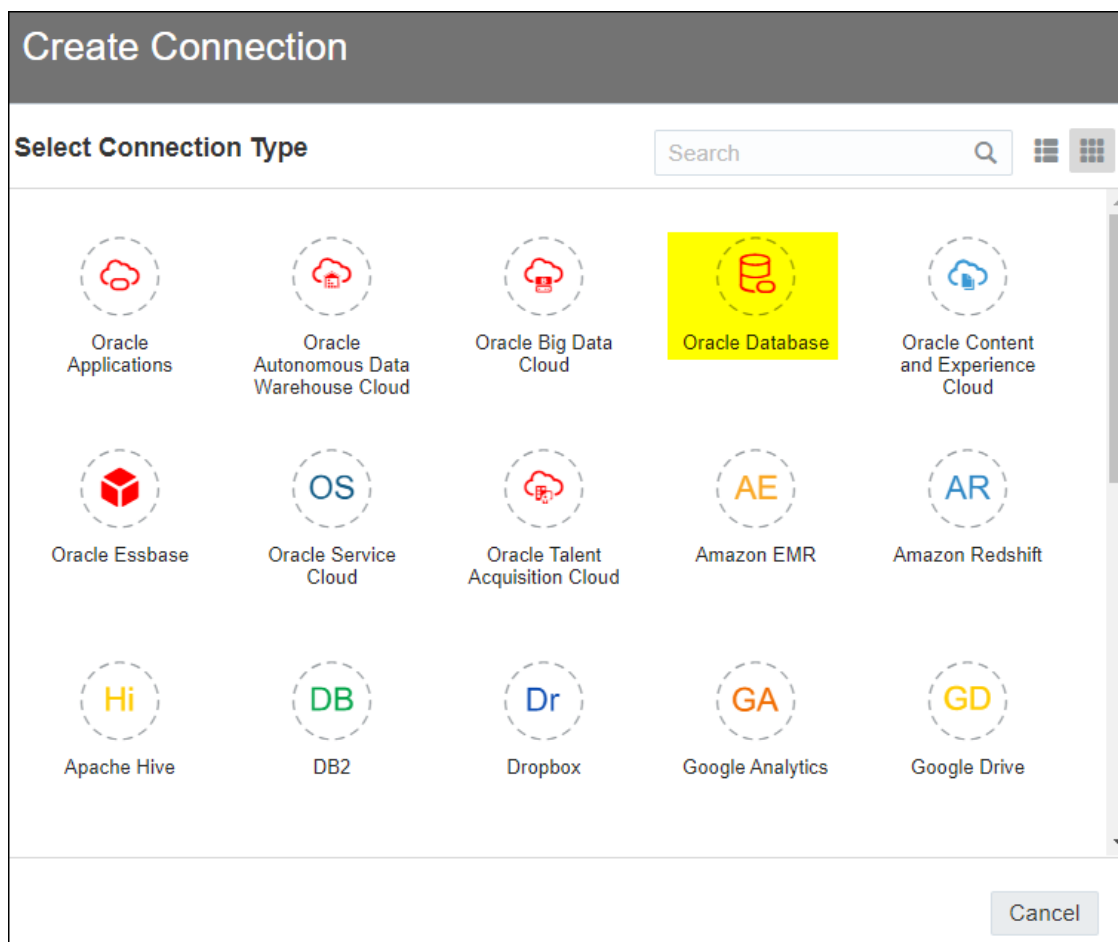 Create Connection
Select Connection Type
Search
Oracle
Applications
Oracle
Autonomous Data
Warehouse Cloud
Oracle Big Data
Cloud
Oracle Database
Oracle Content
and Experience
Cloud
Oracle Essbase
OS
Oracle Service
Cloud
Oracle Talent
Acquisition Cloud
AE
Amazon EMR
AR
Amazon Redshift
Hi
Apache Hive
DB
DB2
Dr
Dropbox
GA
Google Analytics
GD
Google Drive
Cancel